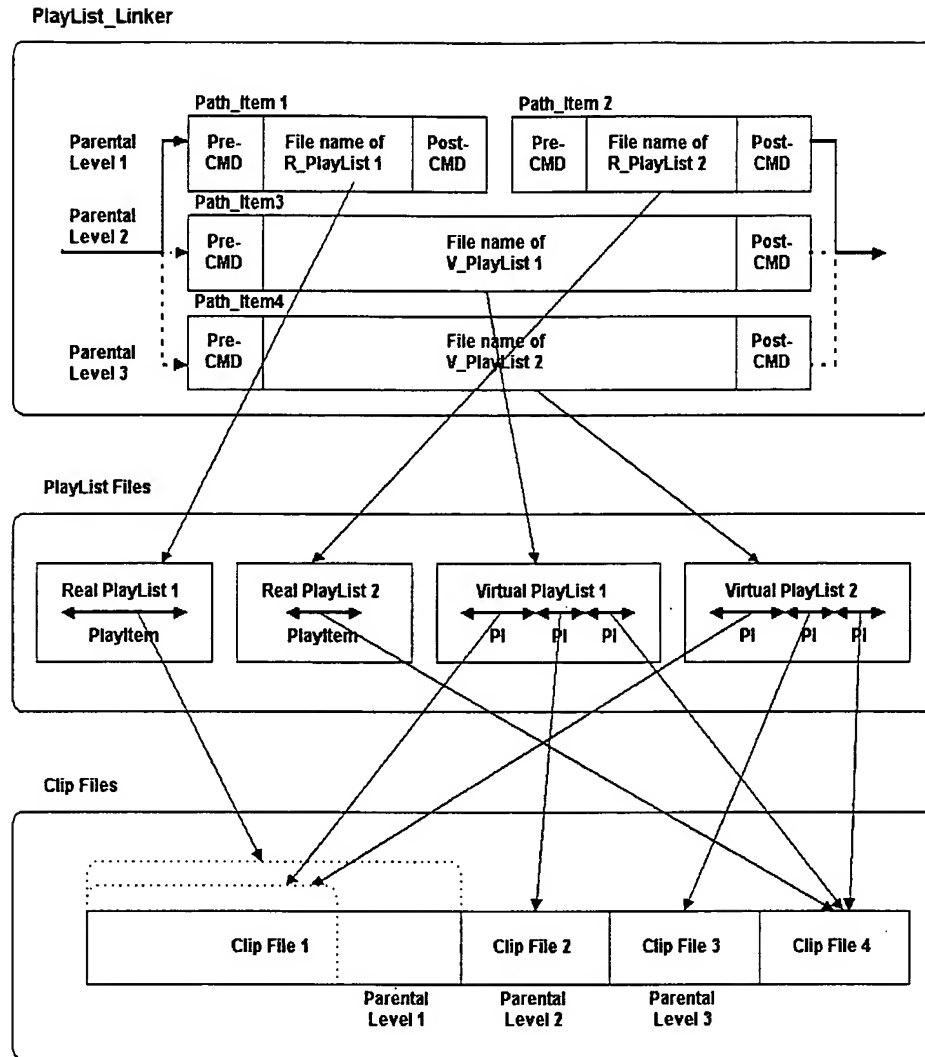 PlayList_Linker
Path_Item 1
Path_Item 2
Parental
Level 1
Pre-
CMD
File name of
R_PlayList 1
Post-
CMD
Pre-
CMD
File name of
R_PlayList 2
Post-
CMD
Parental
Level 2
Path_Item3
Pre-
CMD
File name of
V_PlayList 1
Post-
CMD
Path_Item4
Parental
Level 3
Pre-
CMD
File name of
V_PlayList 2
Post-
CMD
PlayList Files
Real PlayList 1
PlayItem
Real PlayList 2
PlayItem
Virtual PlayList 1
PI
PI
PI
Virtual PlayList 2
PI
PI
PI
Clip Files
Clip File 1
Clip File 2
Clip File 3
Clip File 4
Parental
Level 1
Parental
Level 2
Parental
Level 3